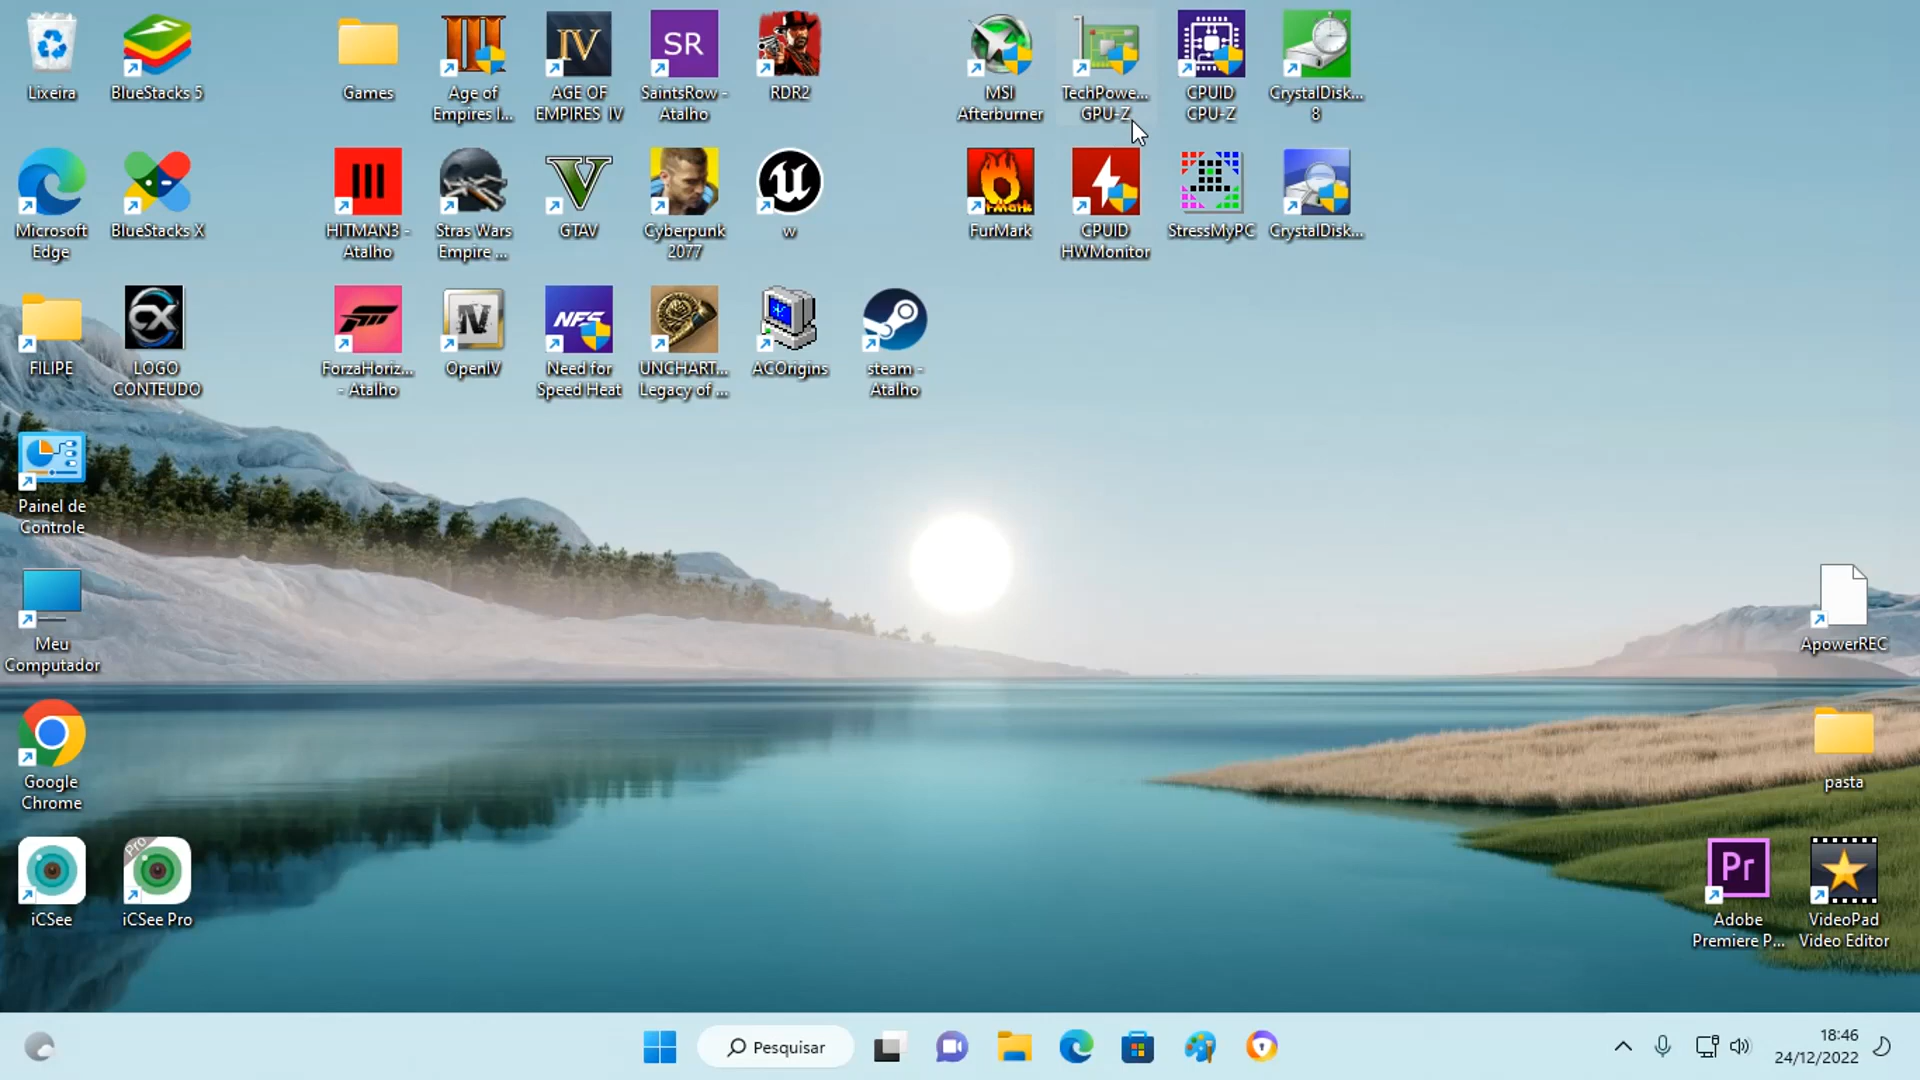 Lixeira
BlueStacks 5
Games
Age of
Empires I...
AGE OF
EMPIRES IV
SR
SaintsRow -
Atalho
RDR2
MSI
Afterburner
TechPowe...
GPU-Z
CPUID
CPU-Z
CrystalDisk...
8
Microsoft
Edge
BlueStacks X
HITMAN3 -
Atalho
Stras Wars
Empire ...
GTAV
Cyberpunk
2077
w
FurMark
CPUID
HWMonitor
StressMyPC
CrystalDisk...
FILIPE
LOGO
CONTEUDO
ForzaHoriz...
- Atalho
OpenIV
NFS
Need for
Speed Heat
UNCHART...
Legacy of ...
ACOrigins
steam -
Atalho
Painel de
Controle
Meu
Computador
ApowerREC
Google
Chrome
pasta
iCSee
Pro
iCSee Pro
Pr
Adobe
Premiere P...
VideoPad
Video Editor
Pesquisar
18:46
24/12/2022